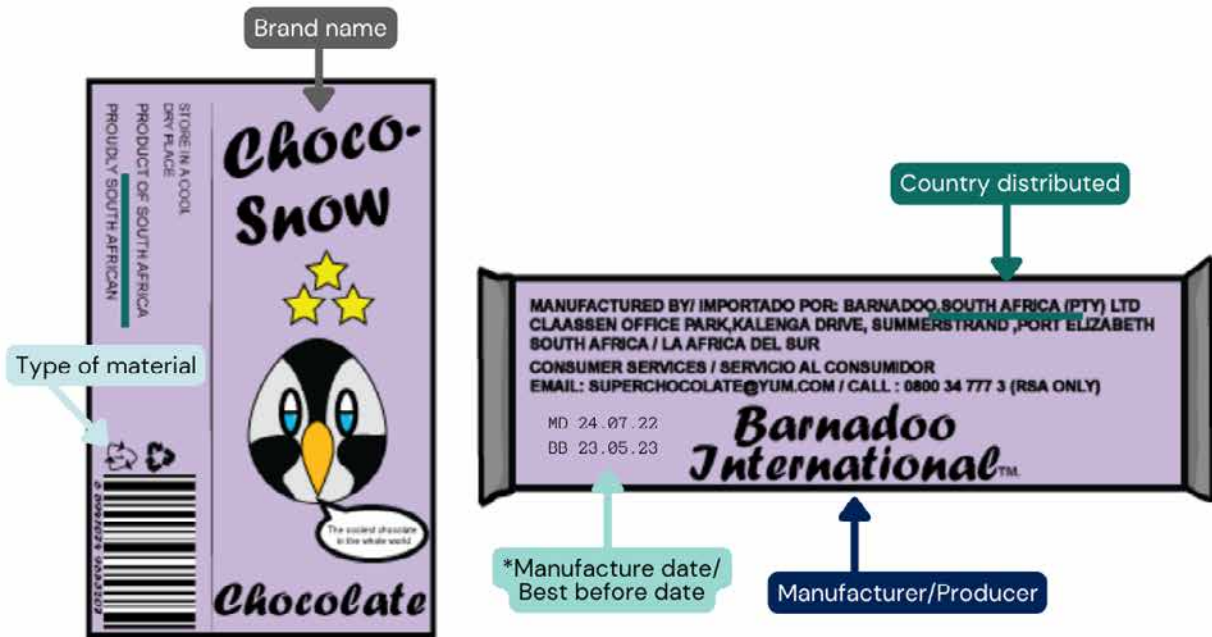 Brand name
STORE IN A COOL
DRY PLACE
PRODUCT OF SOUTH AFRICA
PROUDLY SOUTH AFRICAN
Choco-
Snow
Type of material
The coolest chocolate
in the whole world
Chocolate
Country distributed
MANUFACTURED BY/ IMPORTADO POR: BARNADOO,SOUTH AFRICA (PTY) LTD
CLAASSEN OFFICE PARK,KALENGA DRIVE, SUMMERSTRAND ,PORT ELIZABETH
SOUTH AFRICA / LA AFRICA DEL SUR
CONSUMER SERVICES / SERVICIO AL CONSUMIDOR
EMAIL: SUPERCHOCOLATE@YUM.COM / CALL : 0800 34 777 3 (RSA ONLY)
MD 24.07.22
BB 23.05.23
Barnadoo
International™
*Manufacture date/
Best before date
Manufacturer/Producer